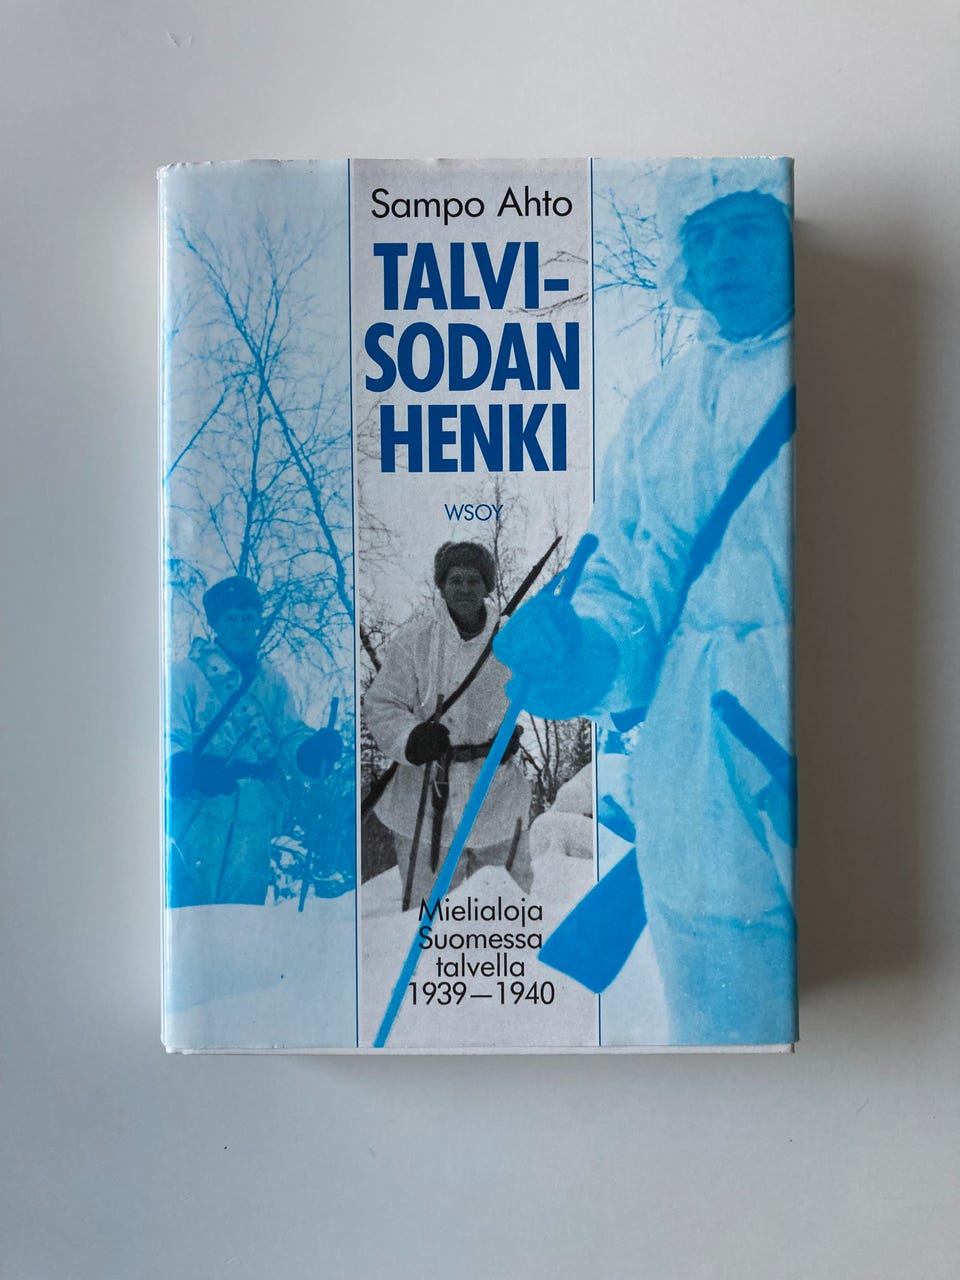 Sampo Ahto
TALVI-
SODAN
HENKI
WSOY
Mielialoja
Suomessa
talvella
1939—1940